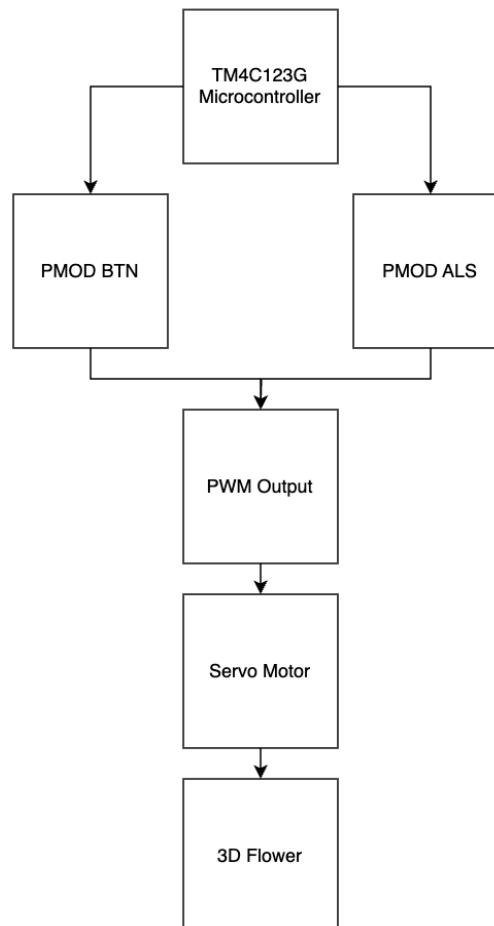 TM4C123G
Microcontroller
PMOD BTN
PMOD ALS
PWM Output
Servo Motor
3D Flower